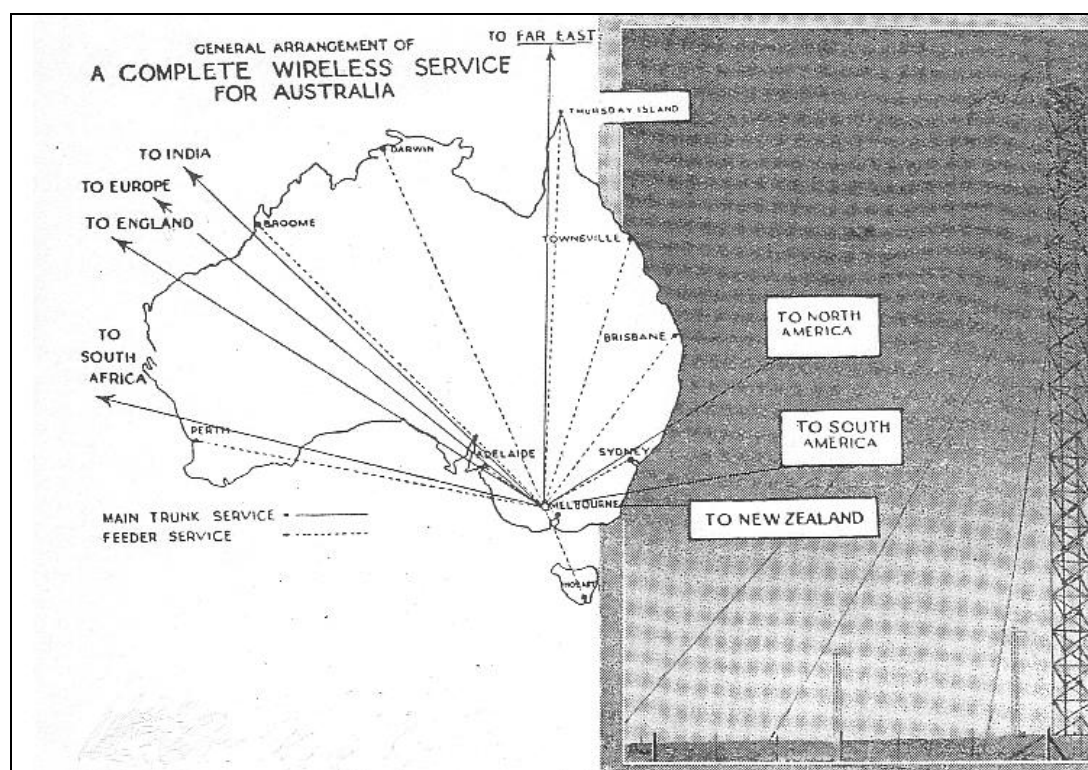 GENERAL ARRANGEMENT OF
A COMPLETE WIRELESS SERVICE
FOR AUSTRALIA
TO FAR EAST
THURSDAY ISLAND
DARWIN
TO INDIA
TO EUROPE
TO ENGLAND
BROOME
TOWNSVILLE
TO NORTH
AMERICA
BRISBANE
TO
SOUTH
AFRICA
PERTH
ADELAIDE
SYDNEY
TO SOUTH
AMERICA
MELBOURNE
TO NEW ZEALAND
MAIN TRUNK SERVICE
FEEDER SERVICE
HOBART